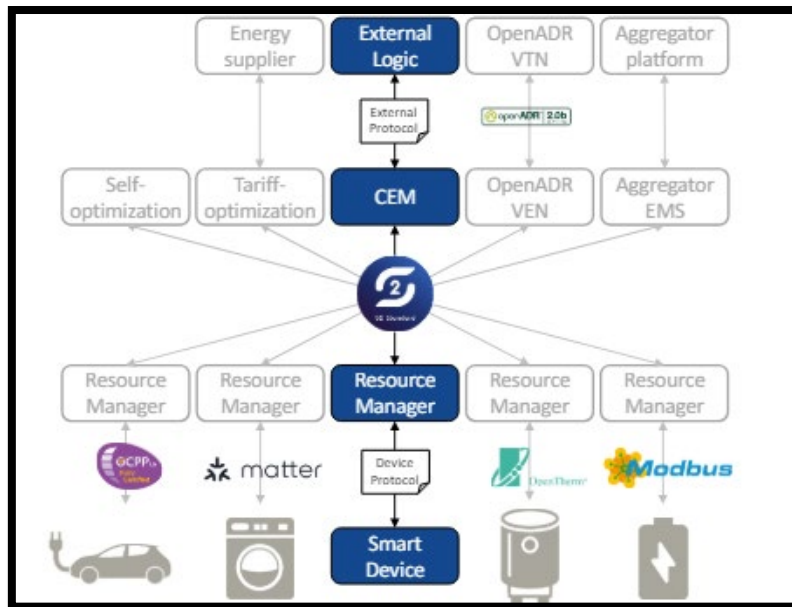 Energy
supplier
External
Logic
OpenADR
VTN
Aggregator
platform
External
Protocol
openADR 2.0b
Self-
optimization
Tariff-
optimization
CEM
OpenADR
VEN
Aggregator
EMS
S2
Resource
Manager
Resource
Manager
Resource
Manager
Resource
Manager
Resource
Manager
OCPP
matter
Device
Protocol
OpenTherm
Modbus
Smart
Device